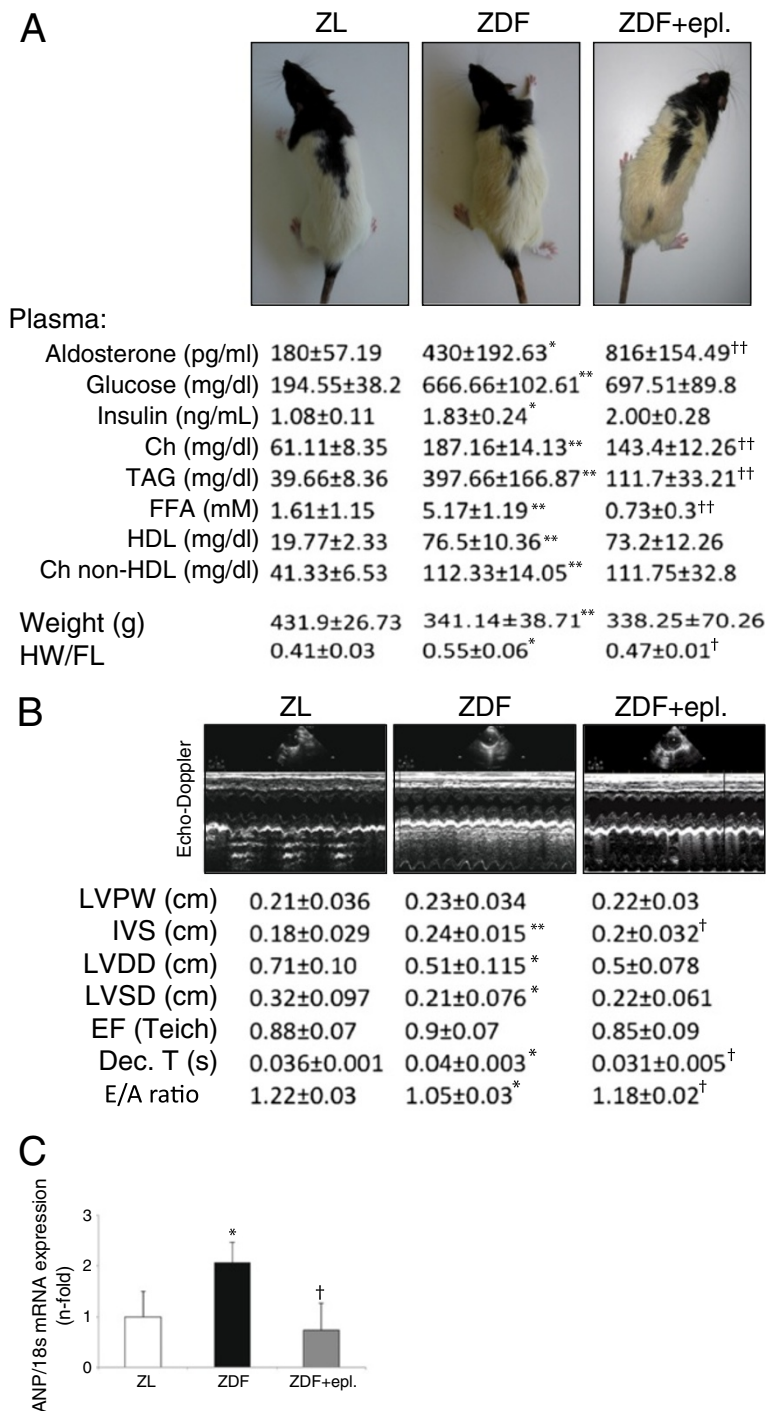 A
ZL ZDF ZDF+epl.
Plasma:
Aldosterone (pg/ml) 180±57.19 430±192.63* 816±154.49††
Glucose (mg/dl) 194.55±38.2 666.66±102.61** 697.51±89.8
Insulin (ng/mL) 1.08±0.11 1.83±0.24* 2.00±0.28
Ch (mg/dl) 61.11±8.35 187.16±14.13** 143.4±12.26††
TAG (mg/dl) 39.66±8.36 397.66±166.87** 111.7±33.21††
FFA (mM) 1.61±1.15 5.17±1.19** 0.73±0.3††
HDL (mg/dl) 19.77±2.33 76.5±10.36** 73.2±12.26
Ch non-HDL (mg/dl) 41.33±6.53 112.33±14.05** 111.75±32.8
Weight (g) 431.9±26.73 341.14±38.71** 338.25±70.26
HW/FL 0.41±0.03 0.55±0.06* 0.47±0.01†
B
ZL ZDF ZDF+epl.
Echo-Doppler
LVPW (cm) 0.21±0.036 0.23±0.034 0.22±0.03
IVS (cm) 0.18±0.029 0.24±0.015** 0.2±0.032†
LVDD (cm) 0.71±0.10 0.51±0.115* 0.5±0.078
LVSD (cm) 0.32±0.097 0.21±0.076* 0.22±0.061
EF (Teich) 0.88±0.07 0.9±0.07 0.85±0.09
Dec. T (s) 0.036±0.001 0.04±0.003* 0.031±0.005†
E/A ratio 1.22±0.03 1.05±0.03* 1.18±0.02†
C
ANP/18s mRNA expression
(n-fold)
3
2
1
0
*
†
ZL ZDF ZDF+epl.